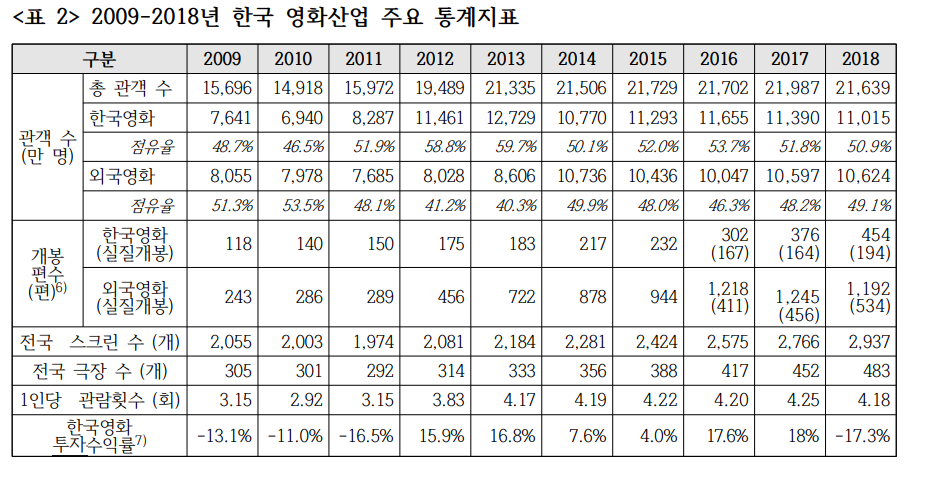 <표 2> 2009-2018년 한국 영화산업 주요 통계지표
구분 2009 2010 2011 2012 2013 2014 2015 2016 2017 2018
관객 수 (만 명)
총 관객 수 15,696 14,918 15,972 19,489 21,335 21,506 21,729 21,702 21,987 21,639
한국영화 7,641 6,940 8,287 11,461 12,729 10,770 11,293 11,655 11,390 11,015
점유율 48.7% 46.5% 51.9% 58.8% 59.7% 50.1% 52.0% 53.7% 51.8% 50.9%
외국영화 8,055 7,978 7,685 8,028 8,606 10,736 10,436 10,047 10,597 10,624
점유율 51.3% 53.5% 48.1% 41.2% 40.3% 49.9% 48.0% 46.3% 48.2% 49.1%
개봉 편수 (편)6)
한국영화 (실질개봉) 118 140 150 175 183 217 232 302 (167) 376 (164) 454 (194)
외국영화 (실질개봉) 243 286 289 456 722 878 944 1,218 (411) 1,245 (456) 1,192 (534)
전국 스크린 수 (개) 2,055 2,003 1,974 2,081 2,184 2,281 2,424 2,575 2,766 2,937
전국 극장 수 (개) 305 301 292 314 333 356 388 417 452 483
1인당 관람횟수 (회) 3.15 2.92 3.15 3.83 4.17 4.19 4.22 4.20 4.25 4.18
한국영화 투자수익률7) -13.1% -11.0% -16.5% 15.9% 16.8% 7.6% 4.0% 17.6% 18% -17.3%